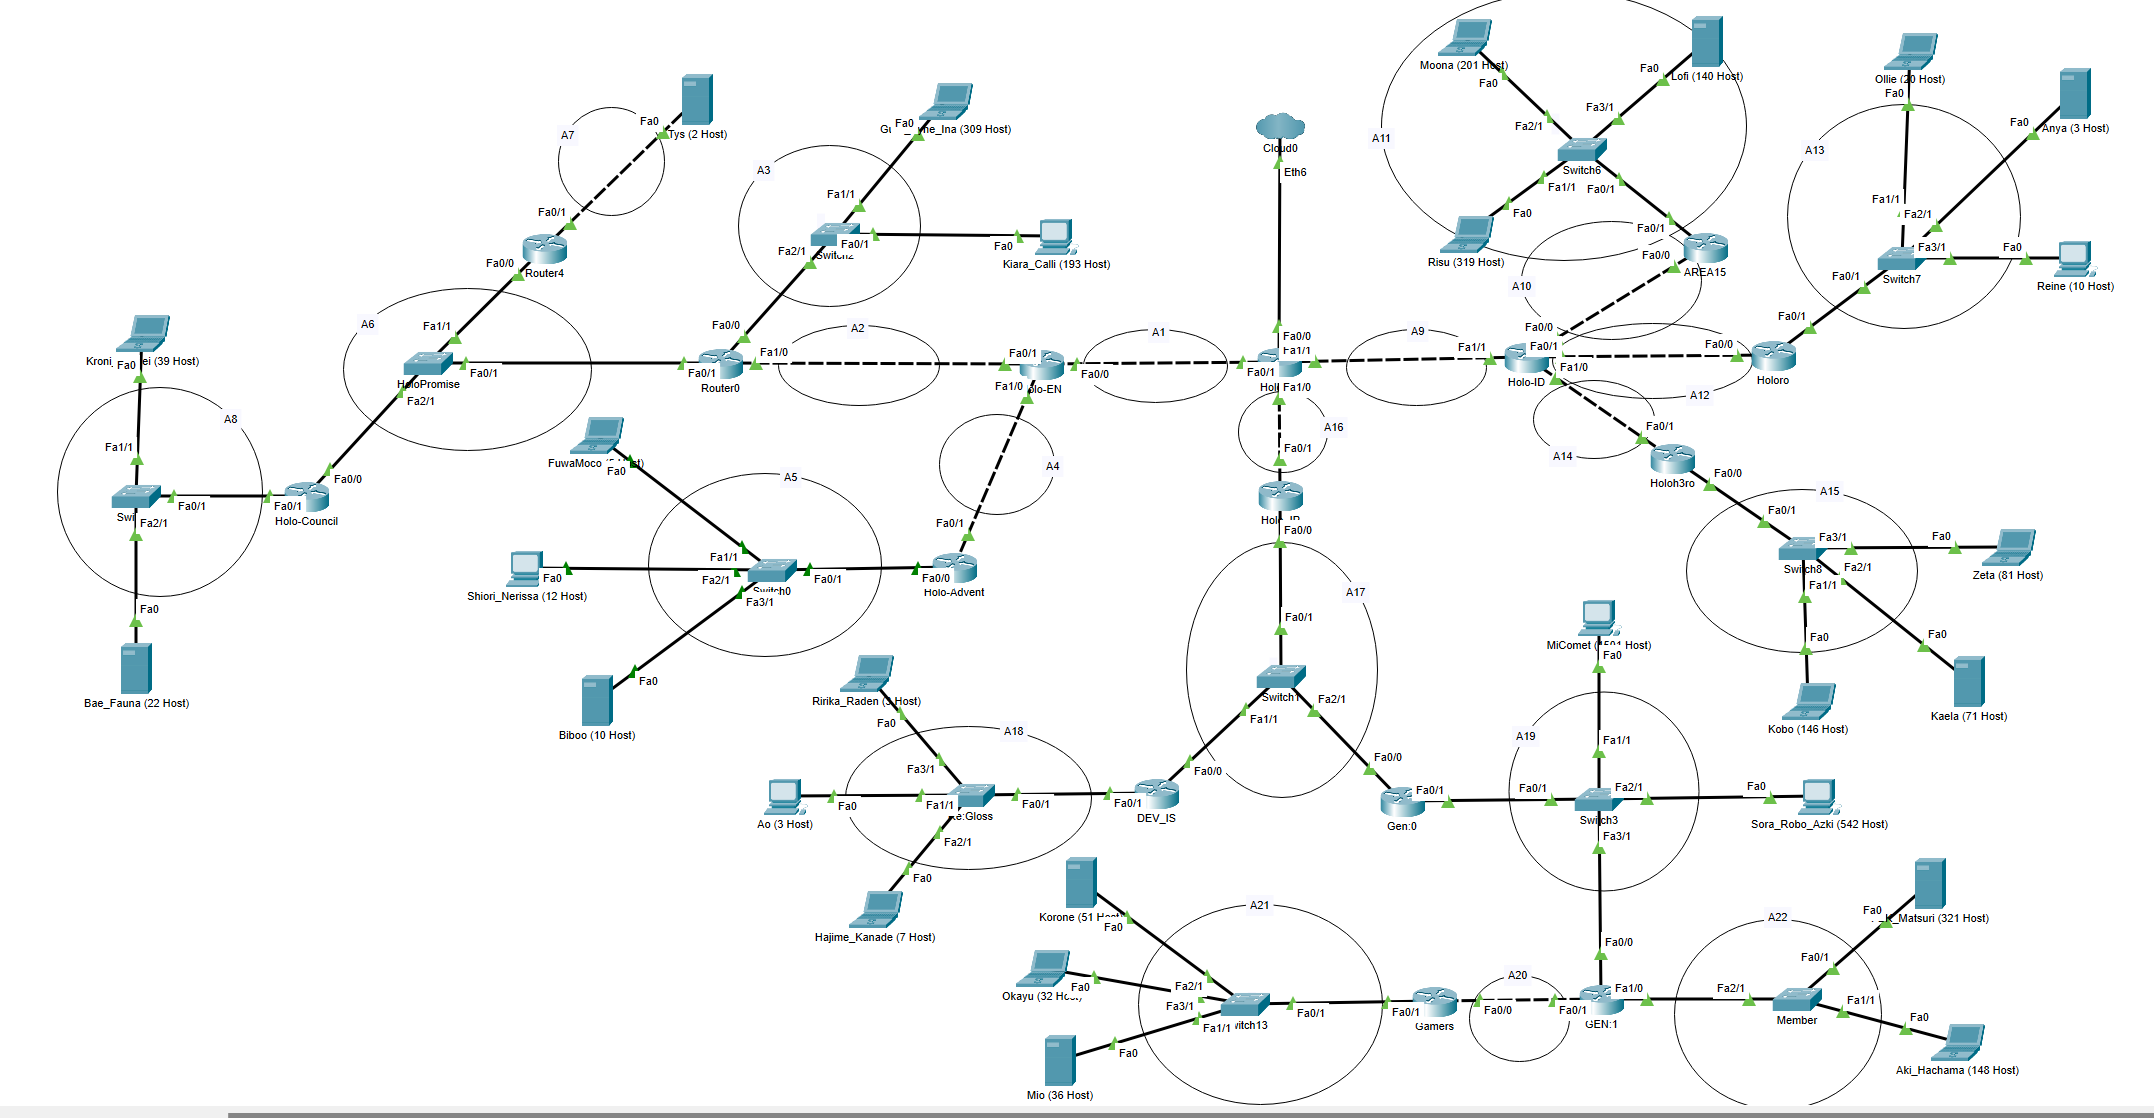 Moona (201 Host)
Fa0
Fa2/1
Lofi (140 Host)
Fa0
Fa3/1
A11
Switch6
Fa1/1
Fa0/1
Fa0
Risu (319 Host)
Fa0/1
Fa0/0
AREA15
A10
Ollie (20 Host)
Fa0
Anya (3 Host)
Fa0
A13
Fa1/1
Fa2/1
Fa3/1
Fa0
Switch7
Reine (10 Host)
Fa0/1
Fa0/1
Cloud0
Eth6
A7
Fa0
Tys (2 Host)
Fa0/1
Fa0/0
Router4
Fa0
(309 Host)
A3
Fa1/1
Fa2/1
Fa0/1
Switch2
Fa0
Kiara_Calli (193 Host)
A6
Fa1/1
HoloPromise
Fa0/1
Fa2/1
Fa0/0
Fa0/1
Router0
Fa1/0
A2
Fa0/1
Fa1/0
Fa0/0
A1
Fa0/0
Fa1/1
Fa0/1
Fa1/0
A9
Fa1/1
Fa0/0
Fa0/1
Holo-ID
Fa1/0
Fa0/0
Holoro
A12
(39 Host)
Fa0
A8
Fa1/1
Fa0/1
Fa2/1
Fa0/1
Fa0/0
Holo-Council
Fa0
Bae_Fauna (22 Host)
FuwaMoco
Fa0
A5
A4
Fa0/1
Fa0/0
Holo-Advent
Fa1/1
Fa2/1
Fa0/1
Switch0
Fa3/1
Fa0
Shiori_Nerissa (12 Host)
Fa0
Biboo (10 Host)
A16
Fa0/1
Fa0/0
A17
Fa0/1
Switch1
Fa1/1
Fa2/1
Fa0/0
Fa0/0
A14
Fa0/1
Holoh3ro
Fa0/0
A15
Fa0/1
Fa3/1
Fa2/1
Switch8
Fa1/1
Fa0
Zeta (81 Host)
Fa0
Fa0
Kaela (71 Host)
Kobo (146 Host)
Ririka_Raden (3 Host)
Fa0
A18
Fa3/1
Fa1/1
Fa0/1
Fa2/1
Fa0
Ao (3 Host)
Fa0
Hajime_Kanade (7 Host)
Fa0/1
DEV_IS
MiComet
Fa0
A19
Fa1/1
Fa0/1
Fa2/1
Switch3
Fa3/1
Fa0
Sora_Robo_Azki (542 Host)
Fa0/1
Gen:0
Korone (51 Host)
Fa0
A21
Okayu (32 Host)
Fa0
Fa2/1
Fa3/1
Fa1/1
Fa0/1
Fa0
Mio (36 Host)
Fa0/1
Gamers
Fa0/0
A20
Fa0/1
Fa0/0
Fa1/0
GEN:1
A22
Fa0
Matsuri (321 Host)
Fa0/1
Fa2/1
Fa1/1
Member
Fa0
Aki_Hachama (148 Host)